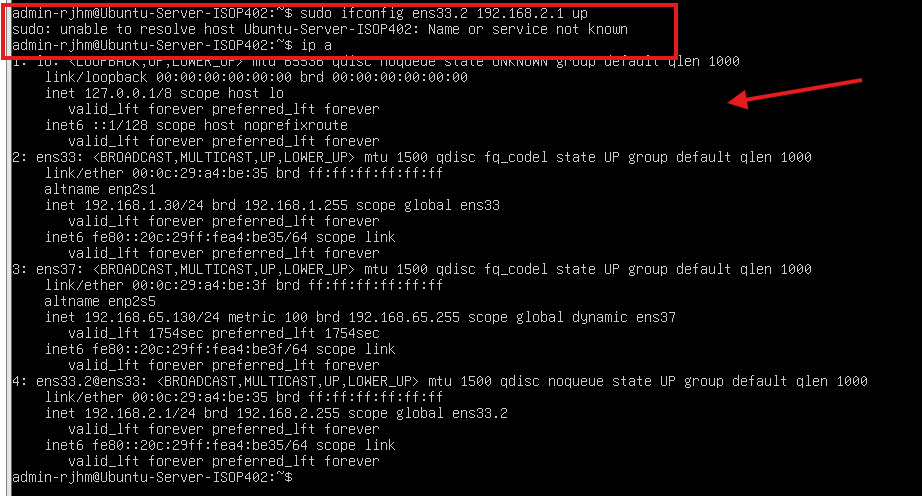 admin-rjhm@Ubuntu-Server-ISOP402:~$ sudo ifconfig ens33.2 192.168.2.1 up
sudo: unable to resolve host Ubuntu-Server-ISOP402: Name or service not known
admin-rjhm@Ubuntu-Server-ISOP402:~$ ip a
1: lo: <LOOPBACK,UP,LOWER_UP> mtu 65536 qdisc noqueue state UNKNOWN group default qlen 1000
    link/loopback 00:00:00:00:00:00 brd 00:00:00:00:00:00
    inet 127.0.0.1/8 scope host lo
       valid_lft forever preferred_lft forever
    inet6 ::1/128 scope host noprefixroute
       valid_lft forever preferred_lft forever
2: ens33: <BROADCAST,MULTICAST,UP,LOWER_UP> mtu 1500 qdisc fq_codel state UP group default qlen 1000
    link/ether 00:0c:29:a4:be:35 brd ff:ff:ff:ff:ff:ff
    altname enp2s1
    inet 192.168.1.30/24 brd 192.168.1.255 scope global ens33
       valid_lft forever preferred_lft forever
    inet6 fe80::20c:29ff:fea4:be35/64 scope link
       valid_lft forever preferred_lft forever
3: ens37: <BROADCAST,MULTICAST,UP,LOWER_UP> mtu 1500 qdisc fq_codel state UP group default qlen 1000
    link/ether 00:0c:29:a4:be:3f brd ff:ff:ff:ff:ff:ff
    altname enp2s5
    inet 192.168.65.130/24 metric 100 brd 192.168.65.255 scope global dynamic ens37
       valid_lft 1754sec preferred_lft 1754sec
    inet6 fe80::20c:29ff:fea4:be3f/64 scope link
       valid_lft forever preferred_lft forever
4: ens33.2@ens33: <BROADCAST,MULTICAST,UP,LOWER_UP> mtu 1500 qdisc noqueue state UP group default qlen 1000
    link/ether 00:0c:29:a4:be:35 brd ff:ff:ff:ff:ff:ff
    inet 192.168.2.1/24 brd 192.168.2.255 scope global ens33.2
       valid_lft forever preferred_lft forever
    inet6 fe80::20c:29ff:fea4:be35/64 scope link
       valid_lft forever preferred_lft forever
admin-rjhm@Ubuntu-Server-ISOP402:~$